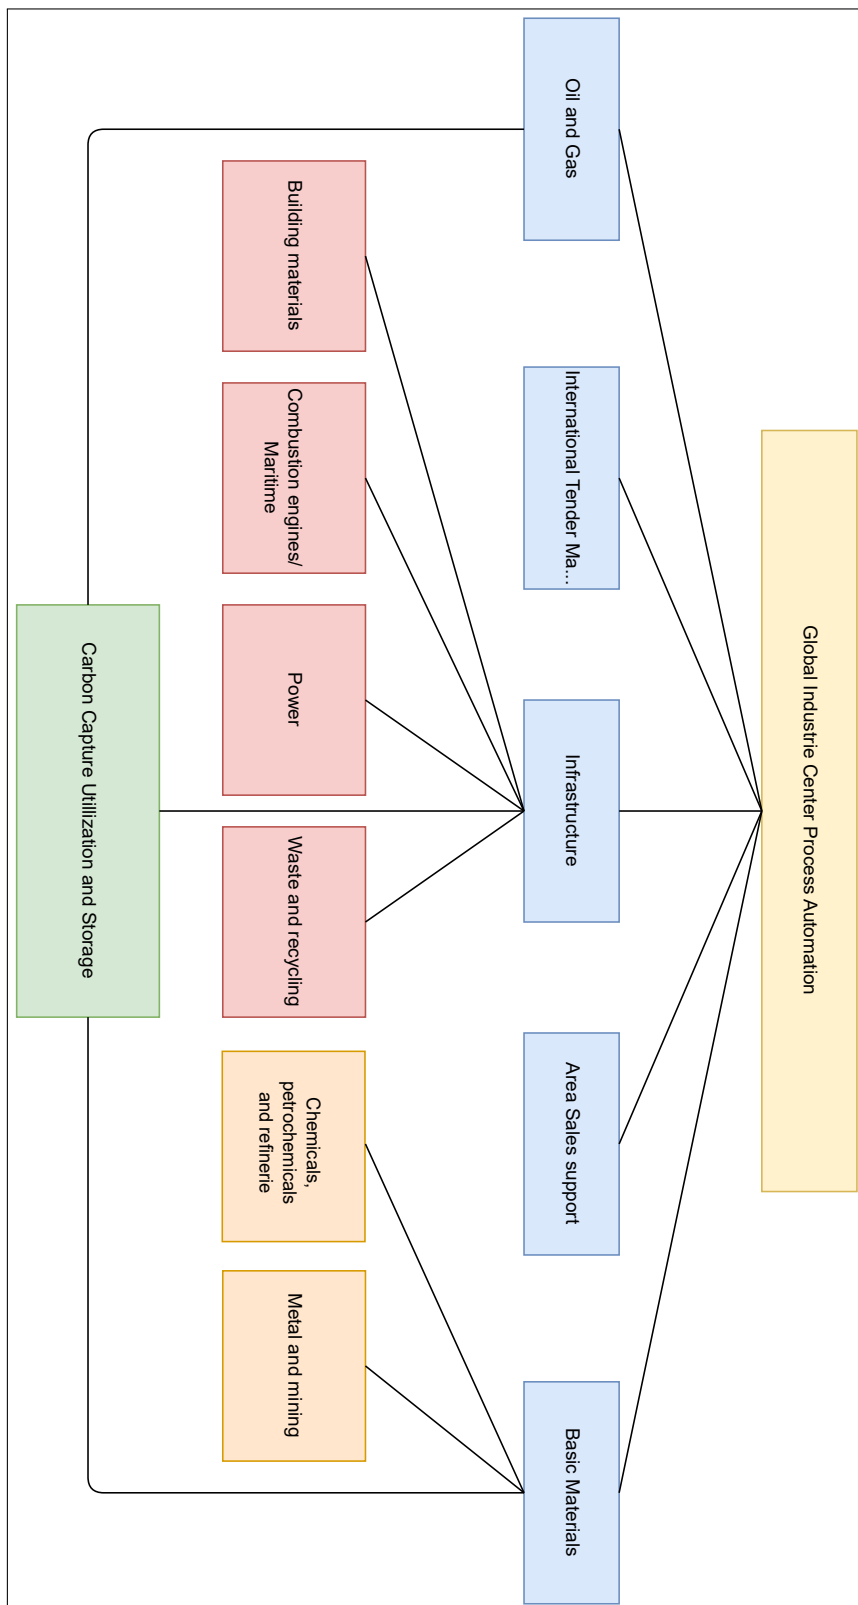 Global Industrie Center Process Automation
Oil and Gas
International Tender Ma...
Infrastructure
Area Sales support
Basic Materials
Building materials
Combustion engines/
Maritime
Power
Waste and recycling
Chemicals,
petrochemicals
and refinerie
Metal and mining
Carbon Capture Utillization and Storage